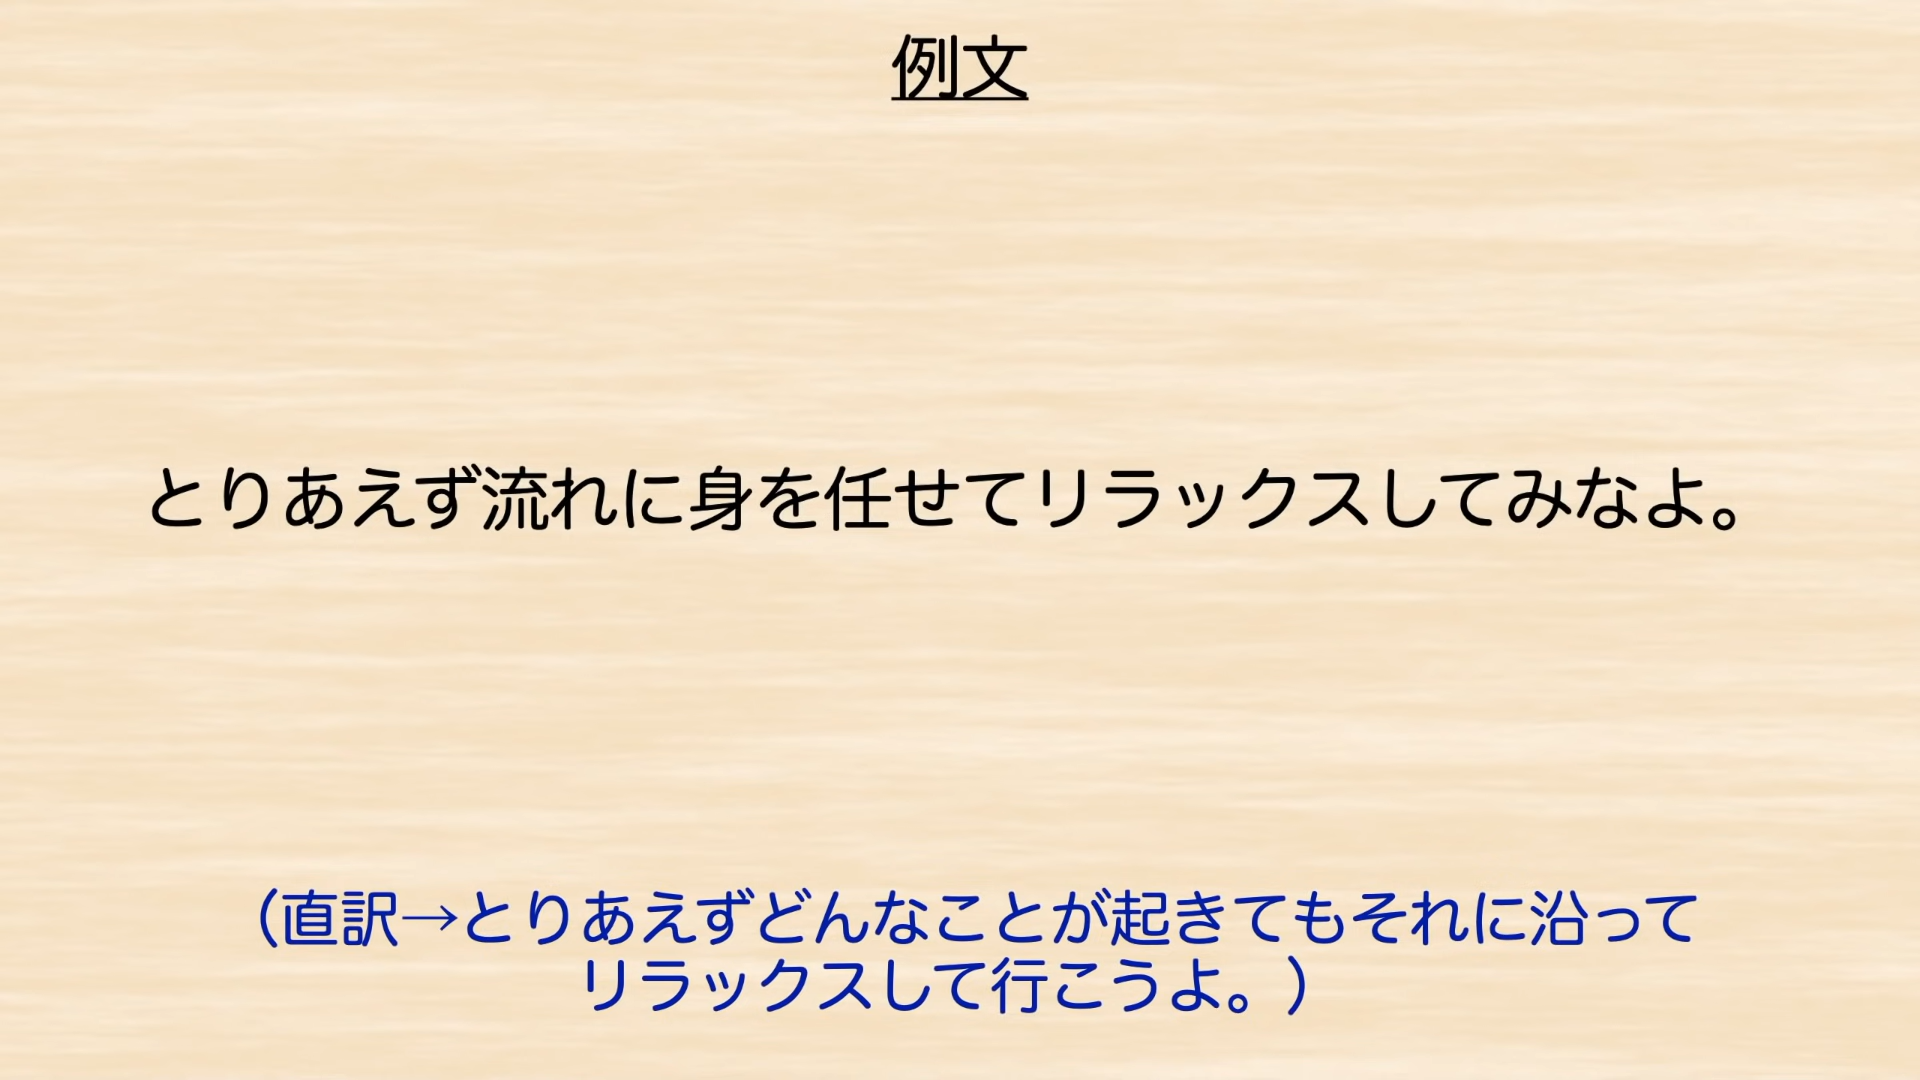 例文
とりあえず流れに身を任せてリラックスしてみなよ。
（直訳→とりあえずどんなことが起きてもそれに沿って
リラックスして行こうよ。）